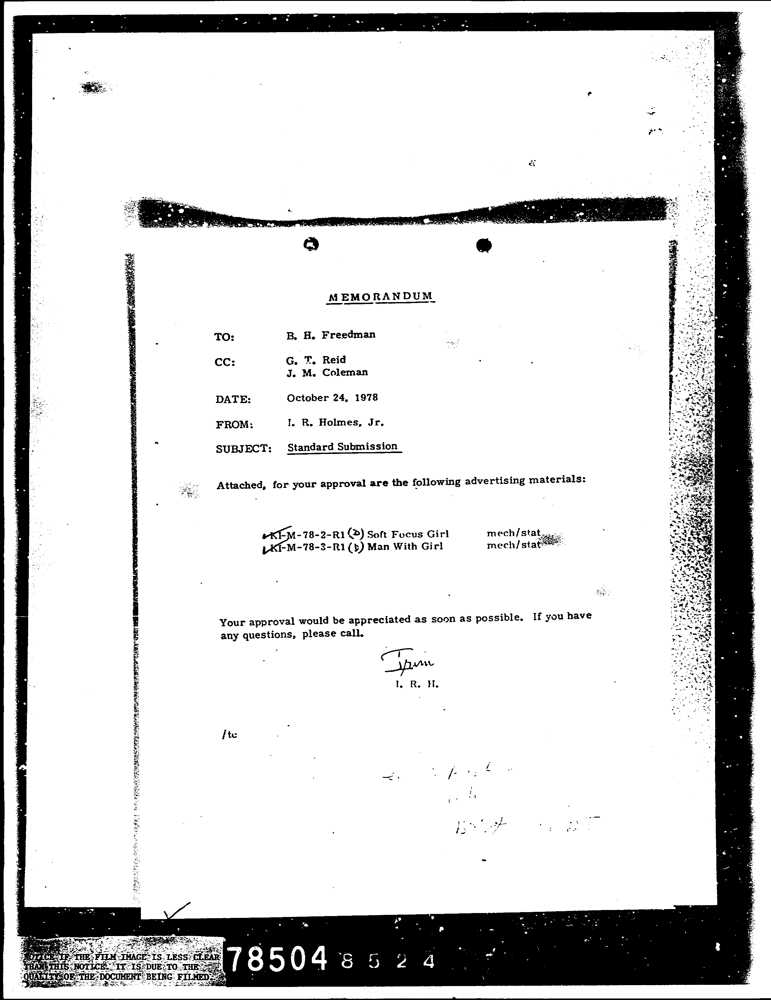 MEMORANDUM
TO: B. H. Freedman
CC: G. T. Reid
J. M. Coleman
DATE: October 24, 1978
FROM: I. R. Holmes, Jr.
SUBJECT: Standard Submission
Attached, for your approval are the following advertising materials:
KI-M-78-2-R1 Soft Focus Girl mech/stat
KI-M-78-3-R1 (b) Man With Girl mech/stat
Your approval would be appreciated as soon as possible. If you have
any questions, please call.
I. R. H.
/tc
NOTICE IF THE FILM IMAGE IS LESS CLEAR
THAN THIS NOTICE, IT IS DUE TO THE
QUALITY OF THE DOCUMENT BEING FILMED
78504 8524